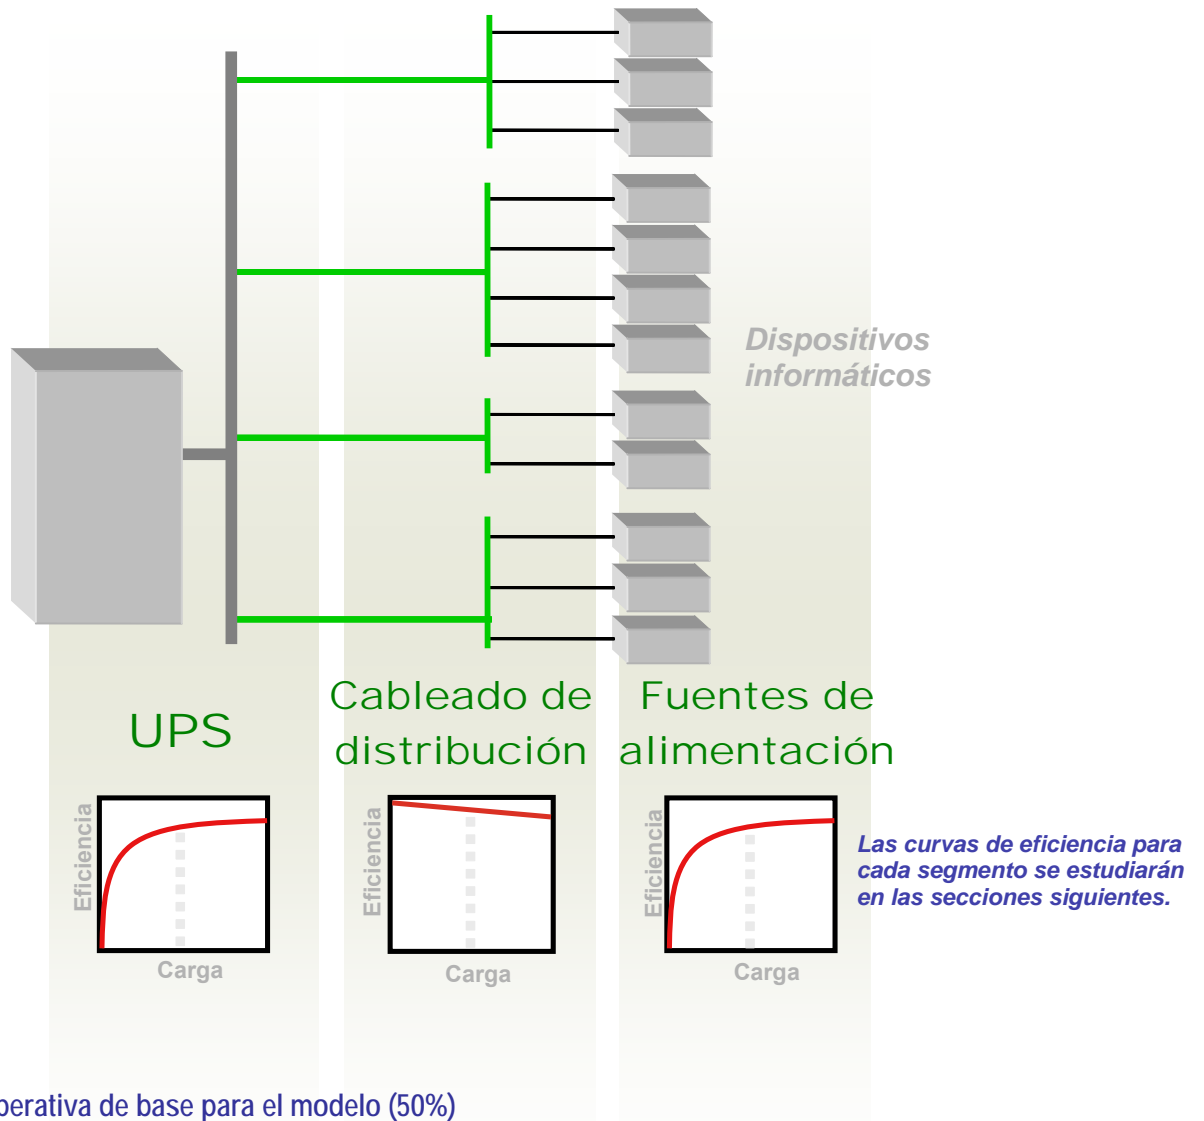 Dispositivos
informáticos
UPS
Cableado de
distribución
Fuentes de
alimentación
Eficiencia
Carga
Eficiencia
Carga
Eficiencia
Carga
Las curvas de eficiencia para
cada segmento se estudiarán
en las secciones siguientes.
de base para el modelo (50%)